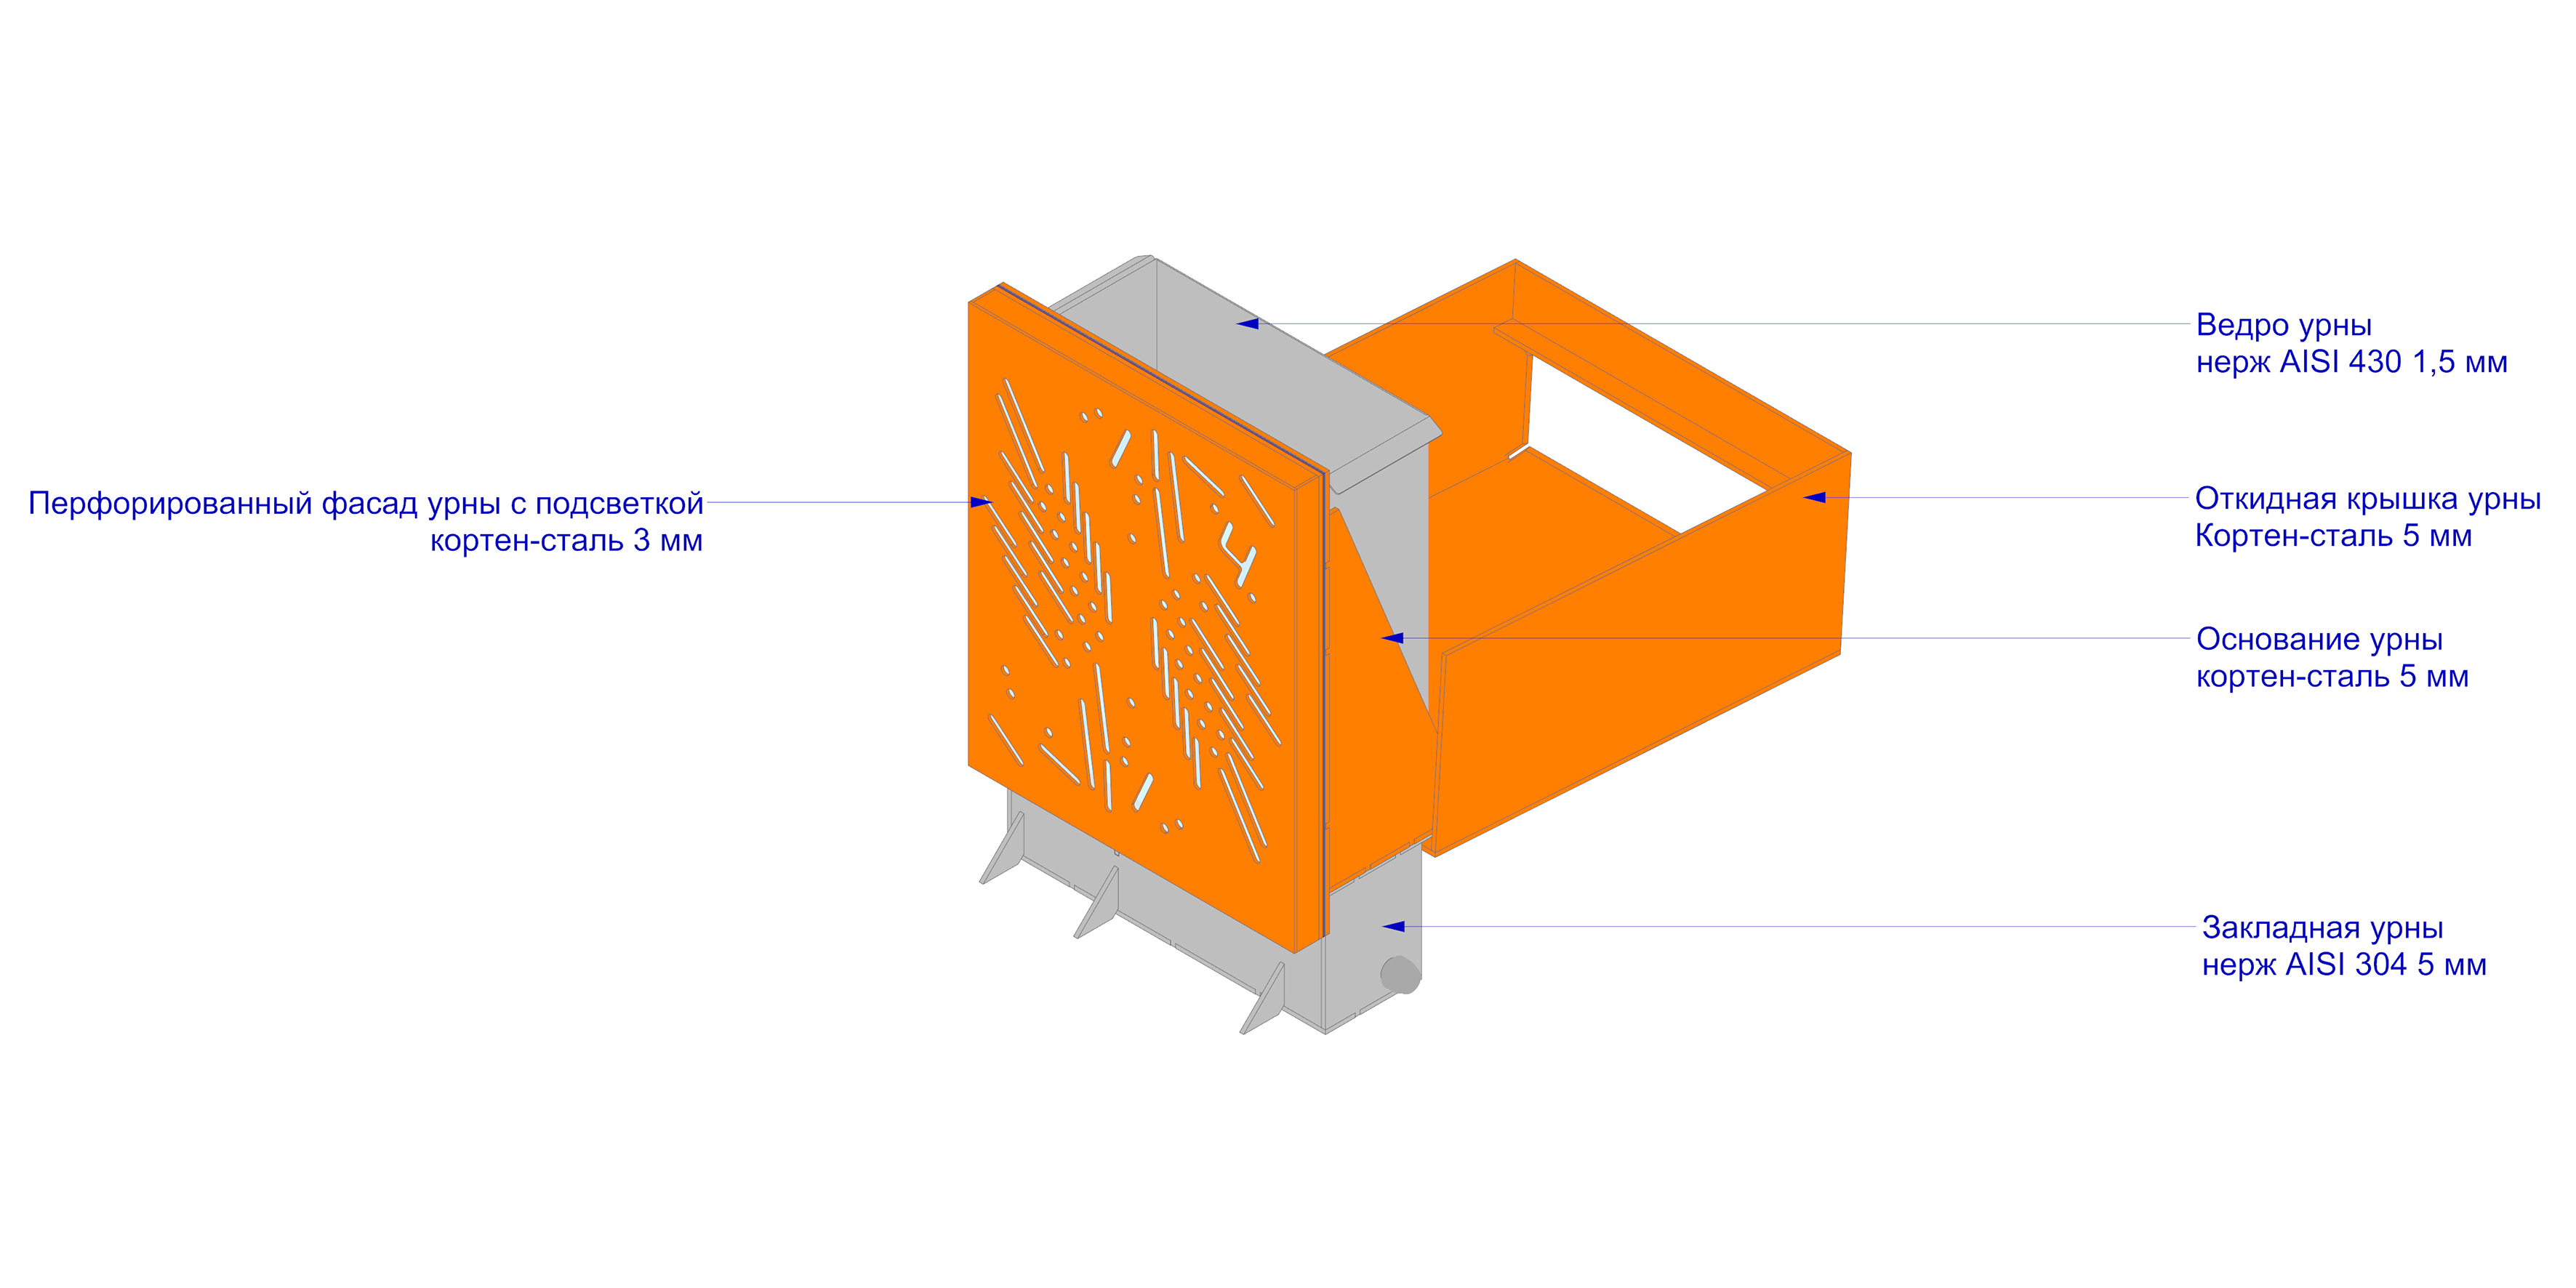 Ведро урны
нерж AISI 430 1,5 мм
Перфорированный фасад урны с подсветкой
кортен-сталь 3 мм
Откидная крышка урны
Кортен-сталь 5 мм
Основание урны
кортен-сталь 5 мм
Закладная урны
нерж AISI 304 5 мм